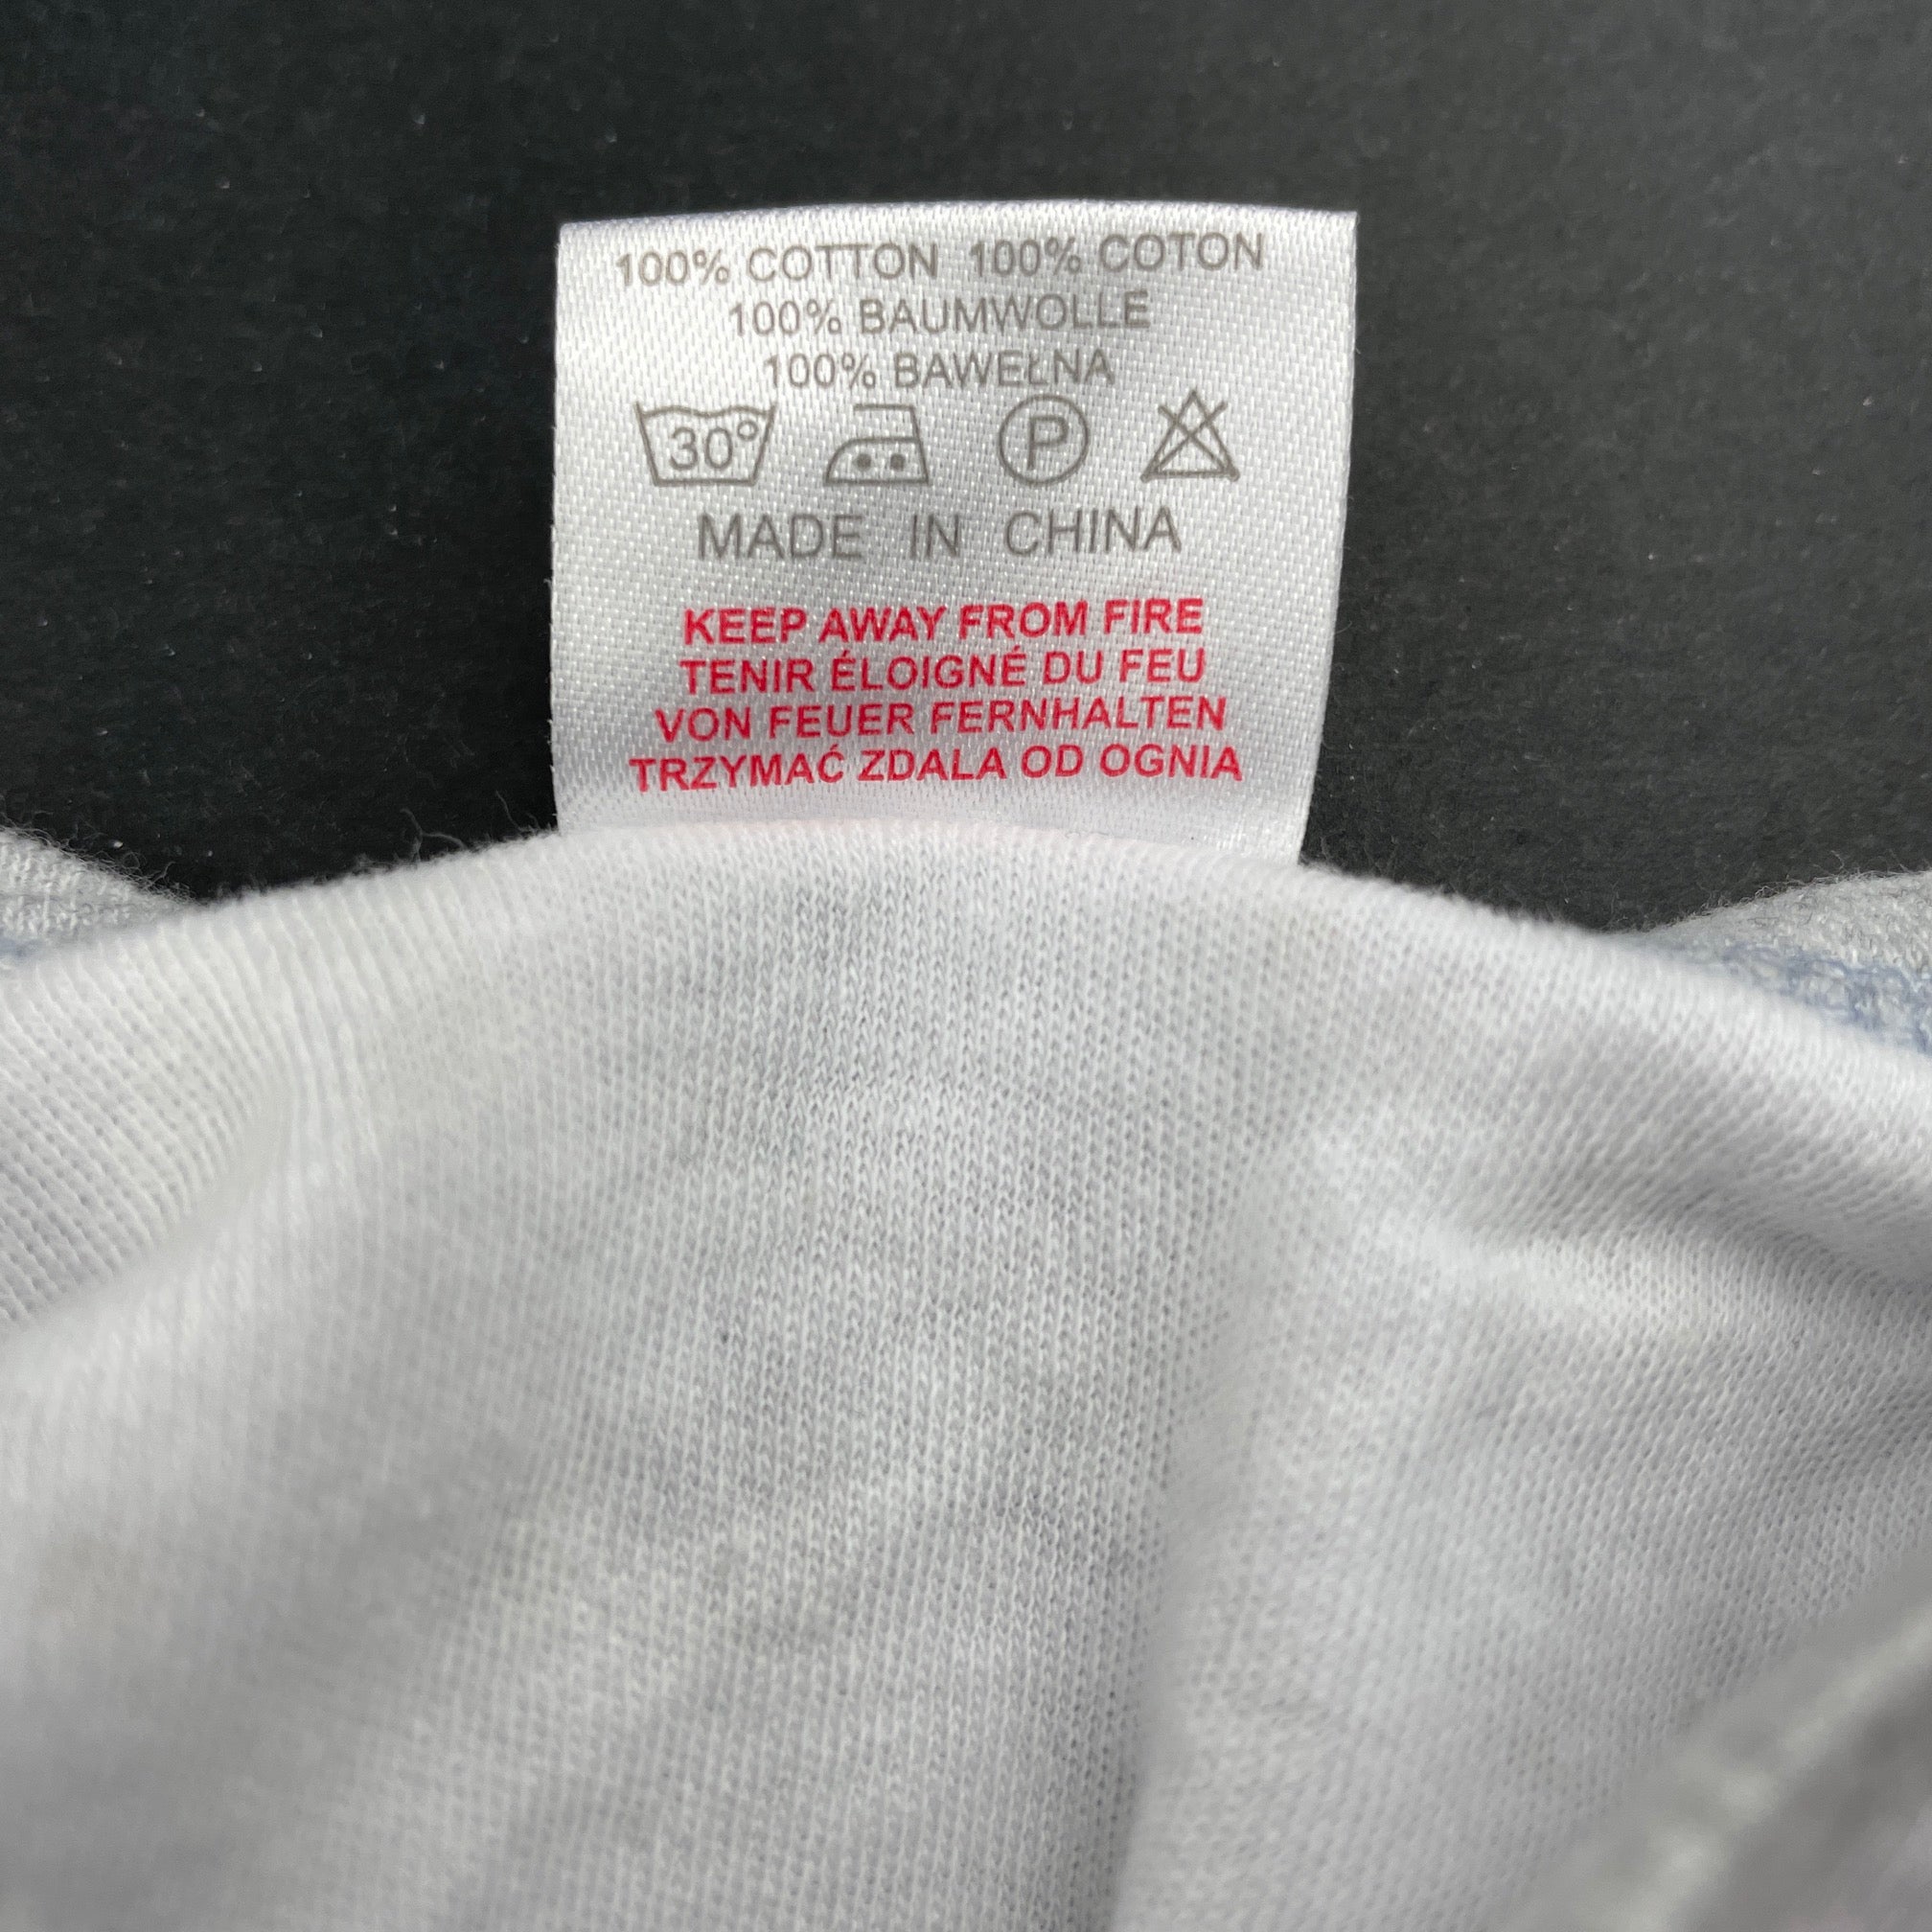 100% COTTON 100% COTON
100% BAUMWOLLE
100% BAWEŁNA
30° P
MADE IN CHINA
KEEP AWAY FROM FIRE
TENIR ÉLOIGNÉ DU FEU
VON FEUER FERNHALTEN
TRZYMAĆ ZDALA OD OGNIA